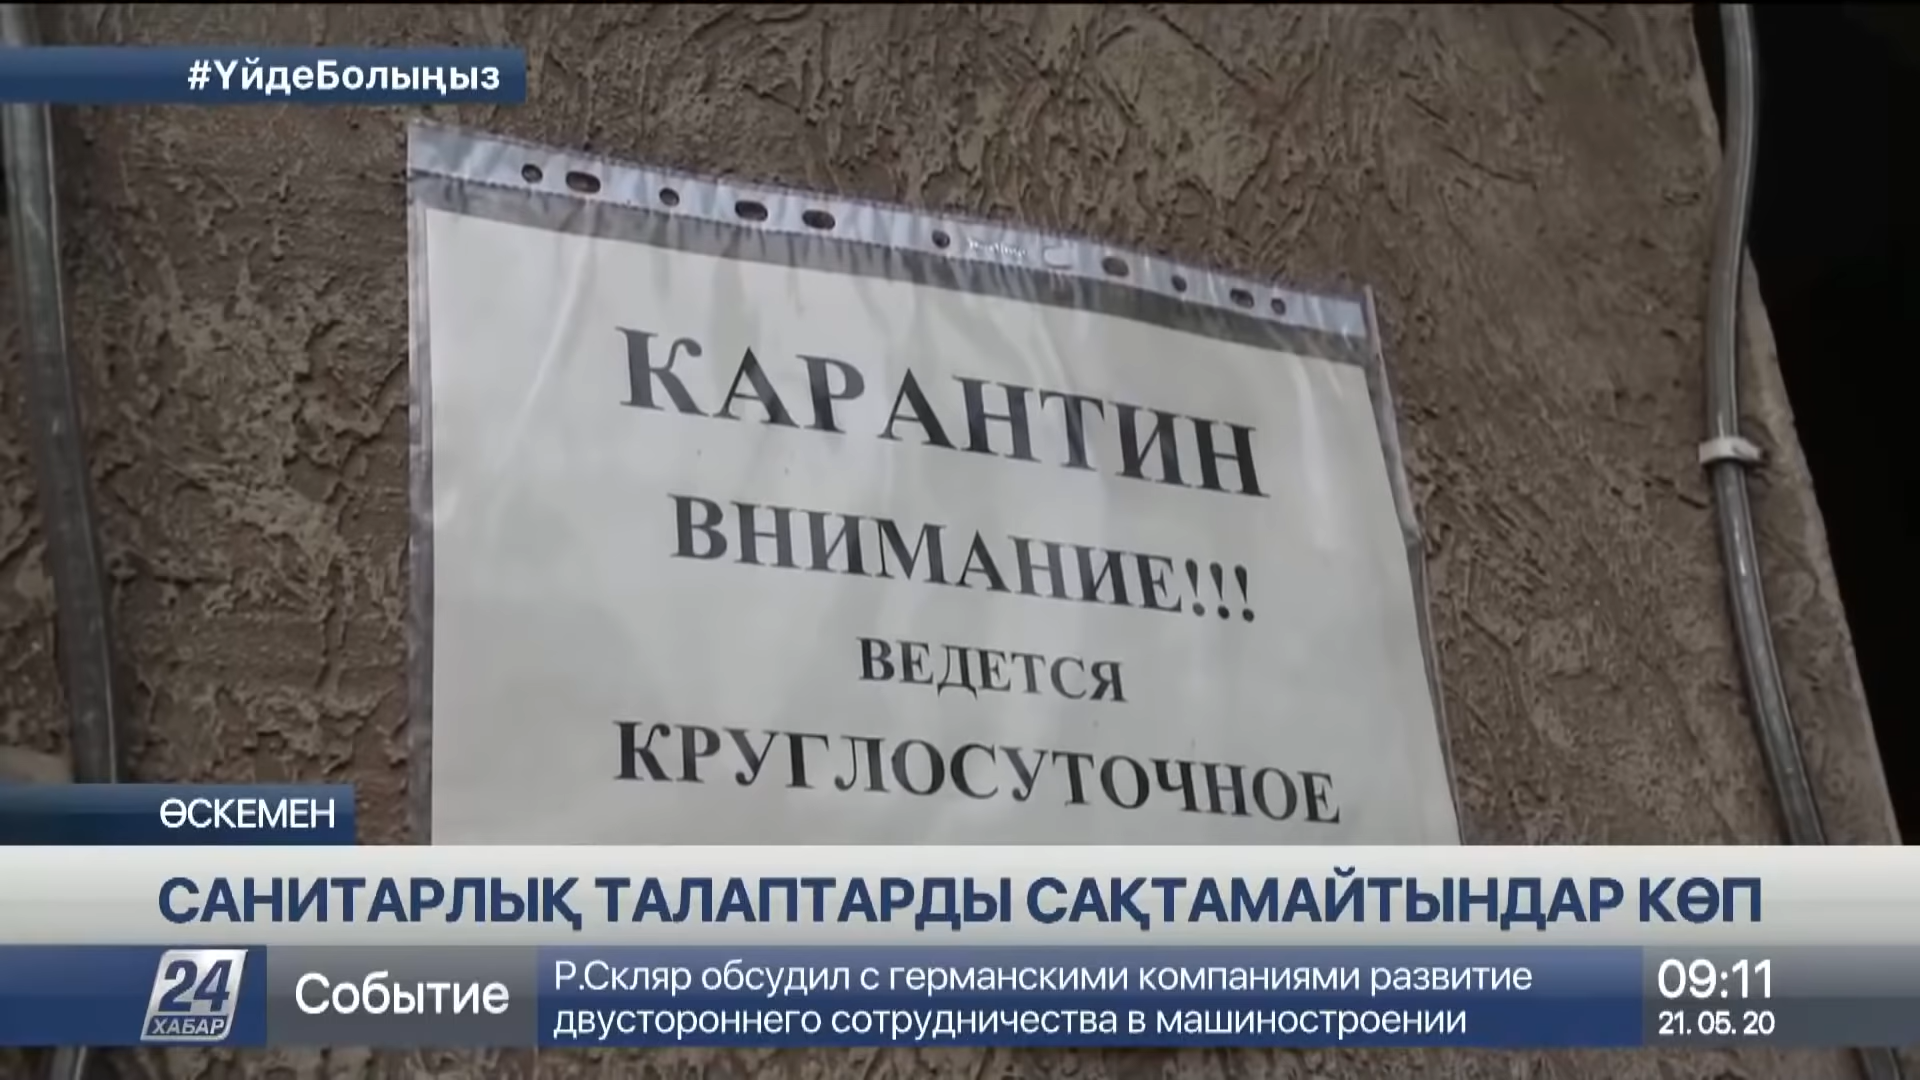 #ҮйдеБолыңыз
КАРАНТИН
ВНИМАНИЕ!!!
ВЕДЕТСЯ
КРУГЛОСУТОЧНОЕ
ӨСКЕМЕН
САНИТАРЛЫҚ ТАЛАПТАРДЫ САҚТАМАЙТЫНДАР КӨП
24
ХАБАР
Событие
Р.Скляр обсудил с германскими компаниями развитие
двустороннего сотрудничества в машиностроении
09:11
21. 05. 20